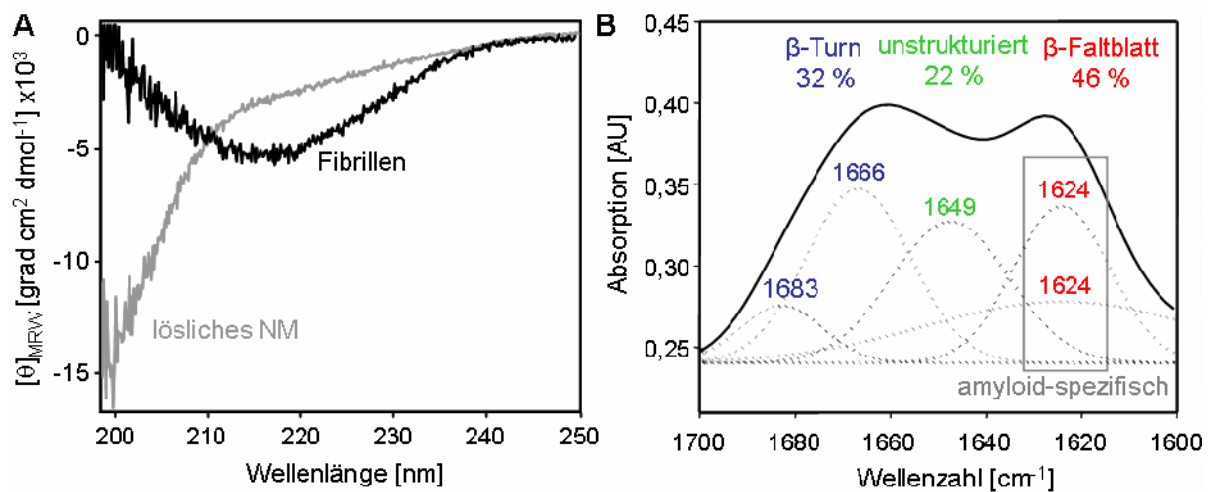 A
[θ]MRW [grad cm² dmol⁻¹] x10³
0
-5
-10
-15
Fibrillen
lösliches NM
200 210 220 230 240 250
Wellenlänge [nm]
B
β-Turn unstrukturiert β-Faltblatt
32 % 22 % 46 %
Absorption [AU]
0,45
0,40
0,35
0,30
0,25
1666
1649
1624
1683
1624
amyloid-spezifisch
1700 1680 1660 1640 1620 1600
Wellenzahl [cm⁻¹]